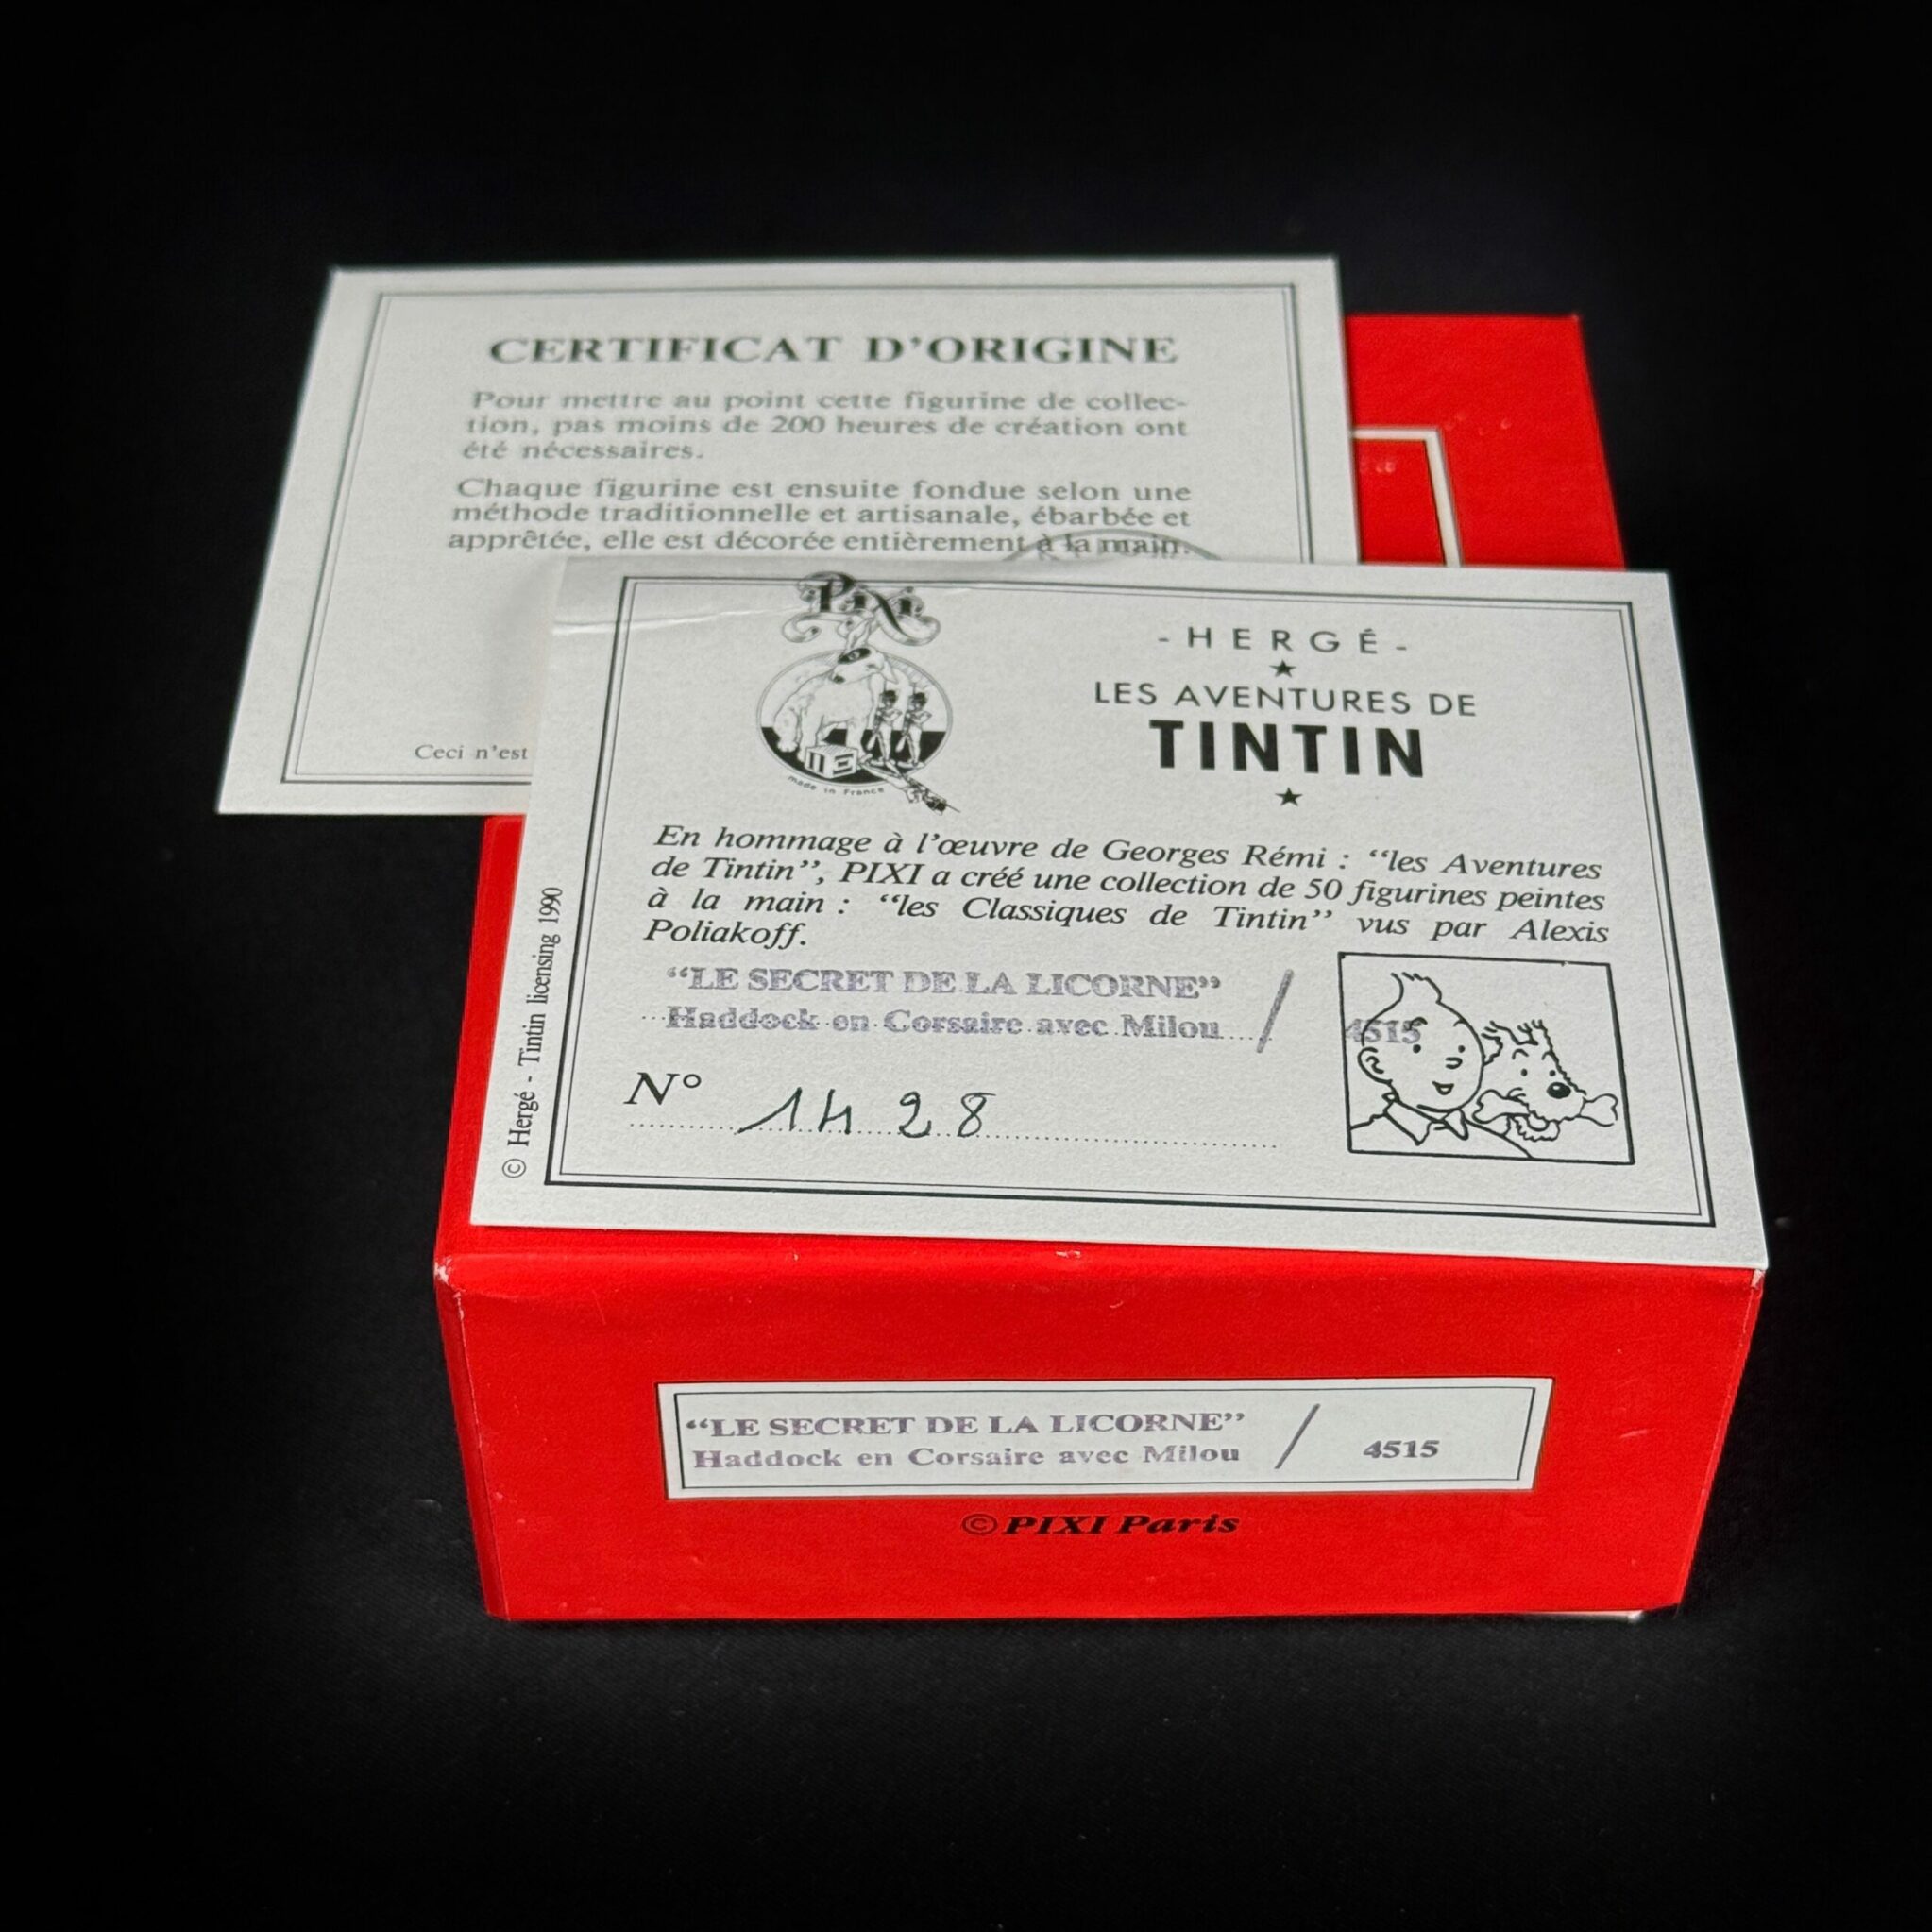 CERTIFICAT D'ORIGINE
Pour mettre au point cette figurine de collec-
tion, pas moins de 200 heures de création ont
été nécessaires.
Chaque figurine est ensuite fondue selon une
méthode traditionnelle et artisanale, ébarbée et
apprêtée, elle est décorée entièrement à la main.
Ceci n'est
Pixi
made in France
- HERGÉ -
★
LES AVENTURES DE
TINTIN
★
En hommage à l'œuvre de Georges Rémi : “les Aventures
de Tintin”, PIXI a créé une collection de 50 figurines peintes
à la main : “les Classiques de Tintin” vus par Alexis
Poliakoff.
“LE SECRET DE LA LICORNE” /
Haddock en Corsaire avec Milou 4515
N° 1428
© Hergé - Tintin licensing 1990
“LE SECRET DE LA LICORNE” /
Haddock en Corsaire avec Milou 4515
© PIXI Paris